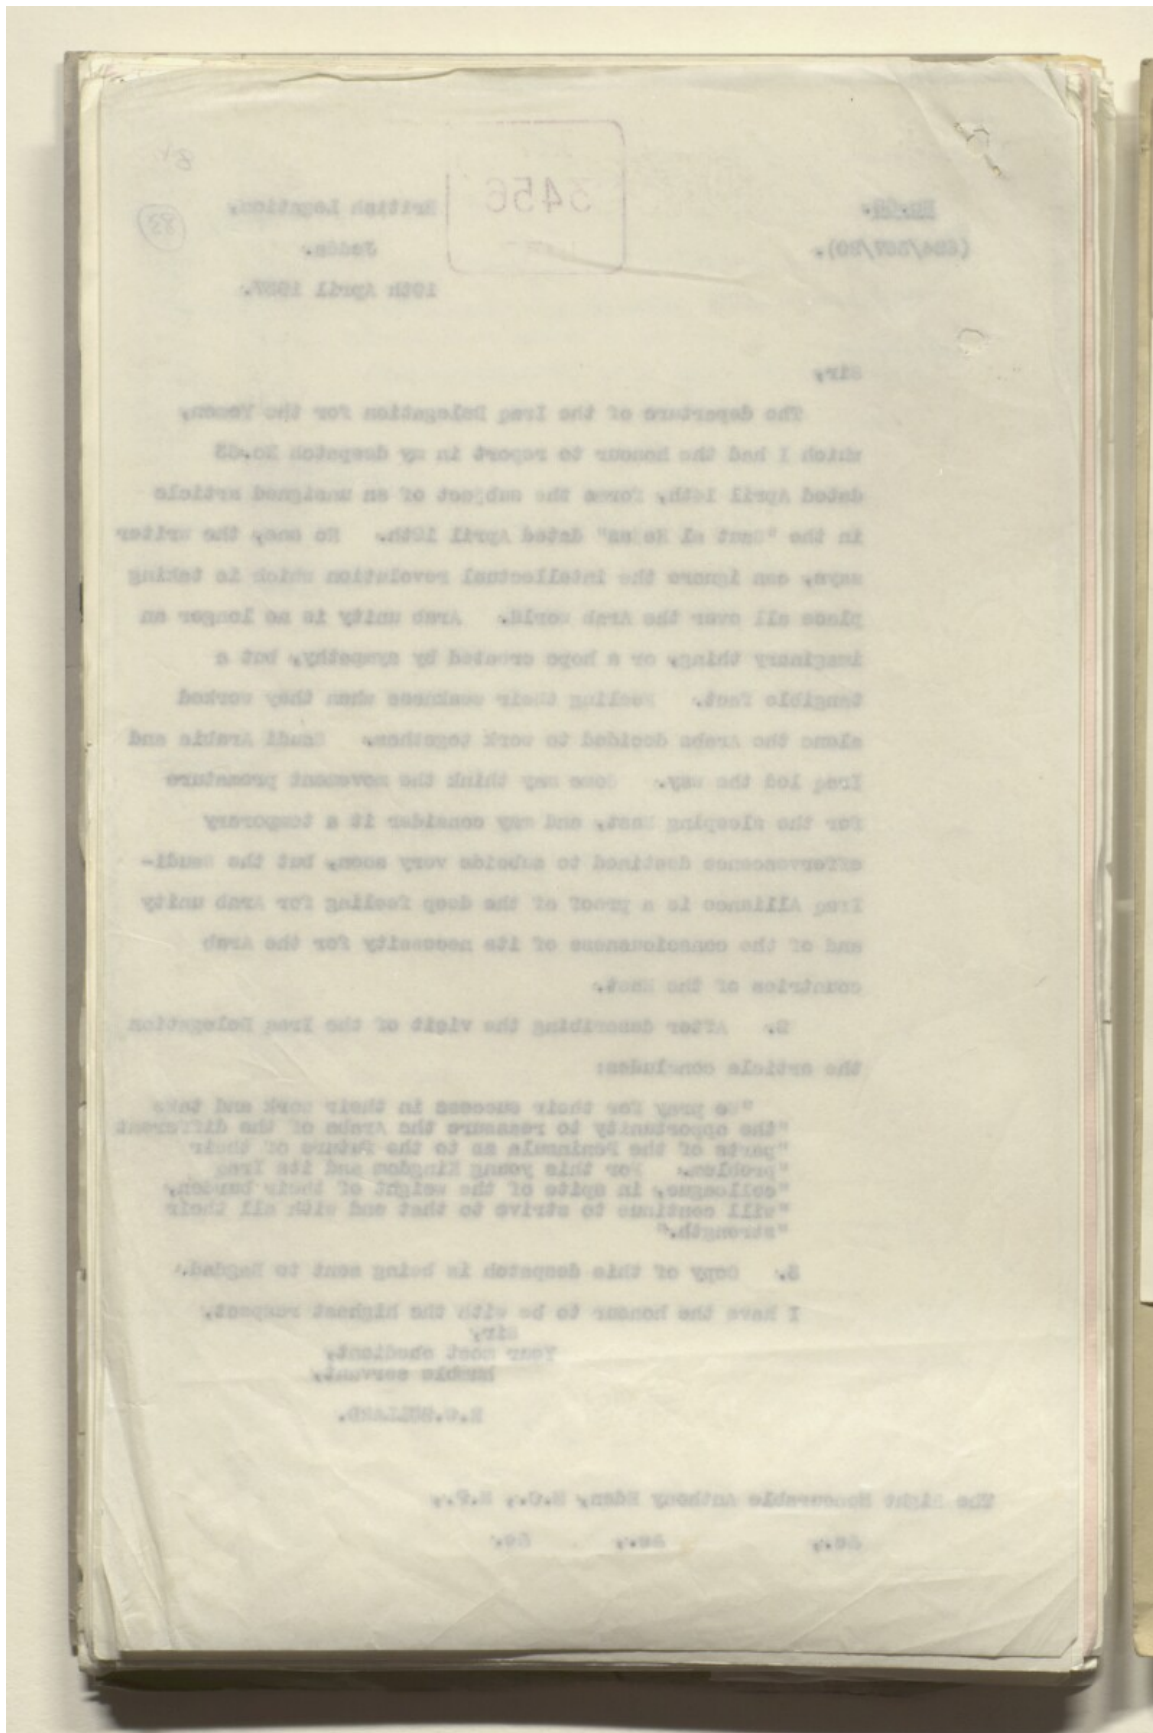 3456
88
British Legation,
Jedda.
19th April 1937.
Sir,
The departure of the Iraq Delegation for the Yemen,
which I had the honour to report in my despatch
dated April 14th, forms the subject of an unsigned article
in the dated April 19th. No one, the writer
says, can ignore the intellectual revolution which is taking
place all over the Arab world. Arab unity is no longer an
imaginary thing, or a hope created by sympathy, but a
tangible fact. Feeling their weakness when they worked
alone the Arabs decided to work together. Saudi Arabia and
Iraq led the way. Some may think the movement premature
for the sleeping East, and may consider it a temporary
effervescence destined to subside very soon, but the Saudi-
Iraq Alliance is a proof of the deep feeling for Arab unity
and of the consciousness of its necessity for the Arab
countries of the East.
2. After describing the visit of the Iraq Delegation
the article concludes:
"We pray for their success in their work and take
"the opportunity to reassure the Arabs of the different
"parts of the Peninsula as to the future of their
"problem. For this young Kingdom and its Iraq
"colleague, in spite of the weight of their burden,
"will continue to strive to that end with all their
"strength."
3. Copy of this despatch is being sent to Bagdad.
I have the honour to be with the highest respect,
Sir,
Your most obedient,
humble servant,
R.W.BULLARD.
The Right Honourable Anthony Eden, M.C., M.P.,
&c., &c., &c.